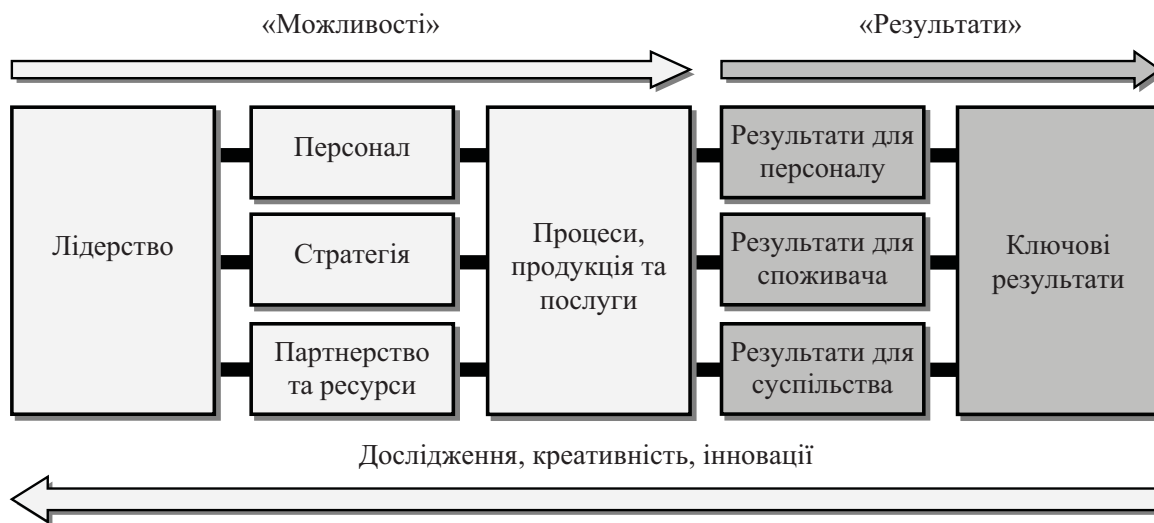 «Можливості»
«Результати»
Лідерство
Персонал
Стратегія
Партнерство
та ресурси
Процеси,
продукція та
послуги
Результати для
персоналу
Результати для
споживача
Результати для
суспільства
Ключові
результати
Дослідження, креативність, інновації